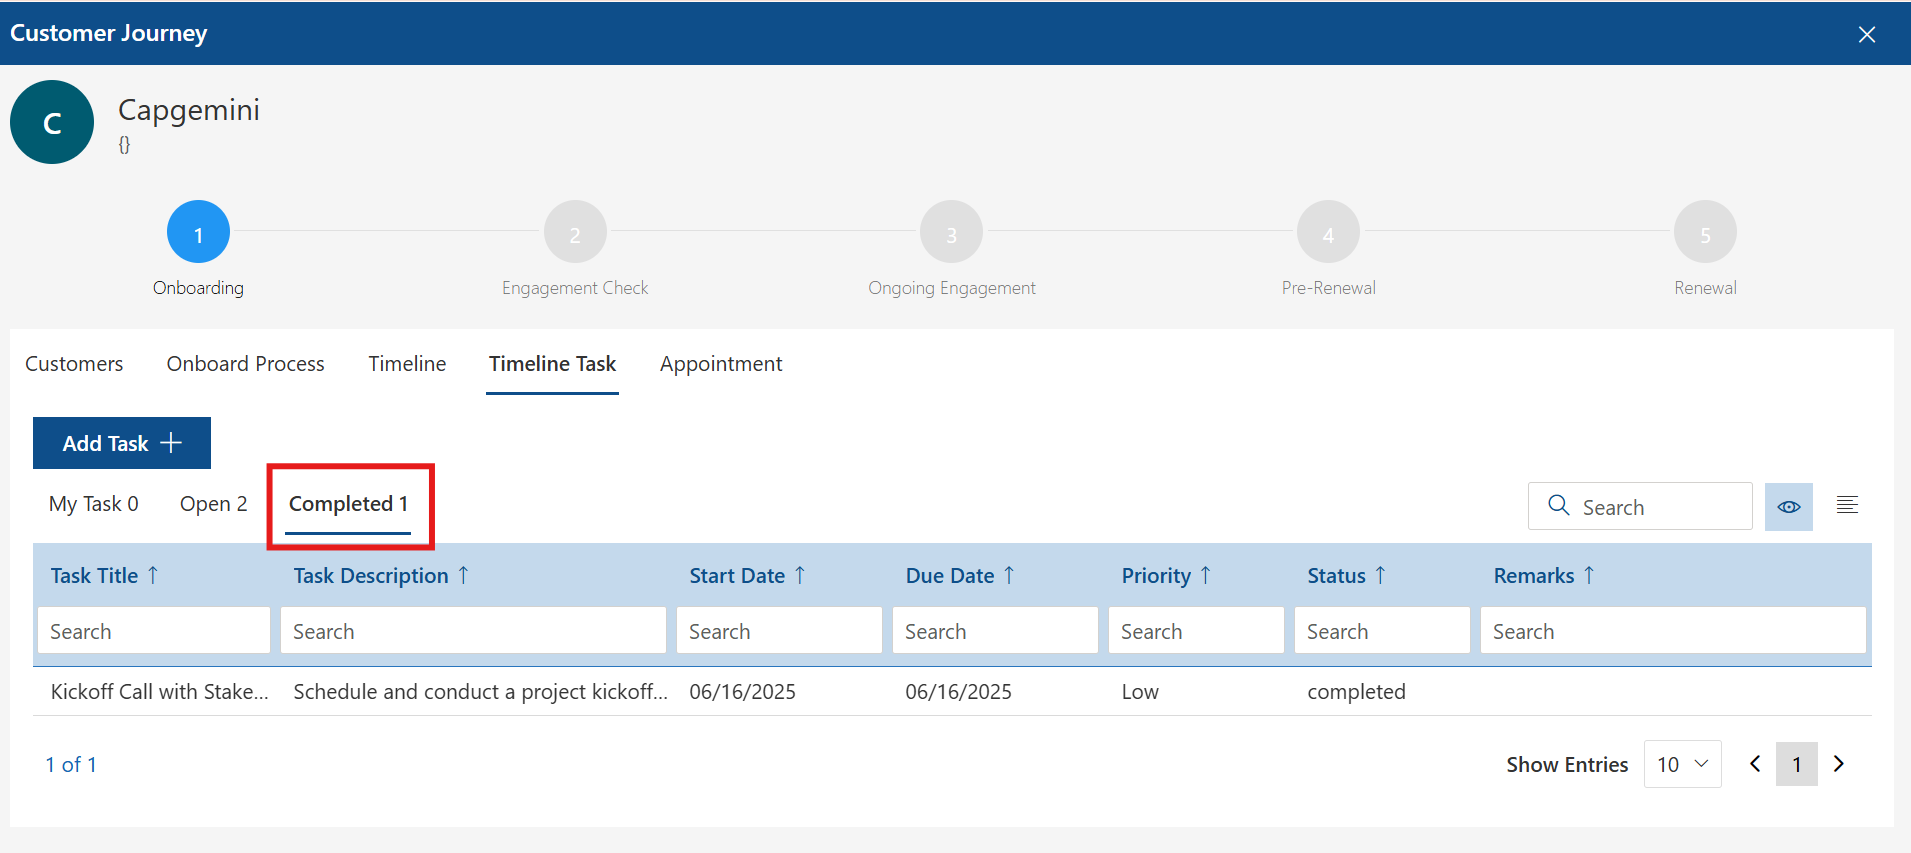 Customer Journey
C
Capgemini
{}
1 2 3 4 5
Onboarding Engagement Check Ongoing Engagement Pre-Renewal Renewal
Customers Onboard Process Timeline Timeline Task Appointment
Add Task
My Task 0 Open 2 Completed 1 Search
Task Title ↑ Task Description ↑ Start Date ↑ Due Date ↑ Priority ↑ Status ↑ Remarks ↑
Search Search Search Search Search Search Search
Kickoff Call with Stake... Schedule and conduct a project kickoff... 06/16/2025 06/16/2025 Low completed
1 of 1 Show Entries 10 1